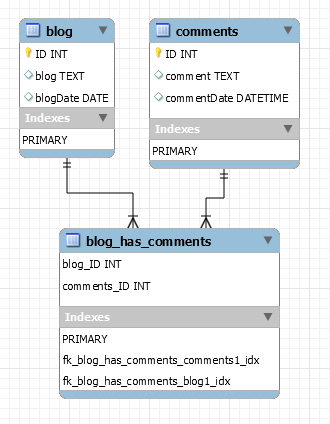 blog
ID INT
blog TEXT
blogDate DATE
Indexes
PRIMARY
comments
ID INT
comment TEXT
commentDate DATETIME
Indexes
PRIMARY
blog_has_comments
blog_ID INT
comments_ID INT
Indexes
PRIMARY
fk_blog_has_comments_comments1_idx
fk_blog_has_comments_blog1_idx